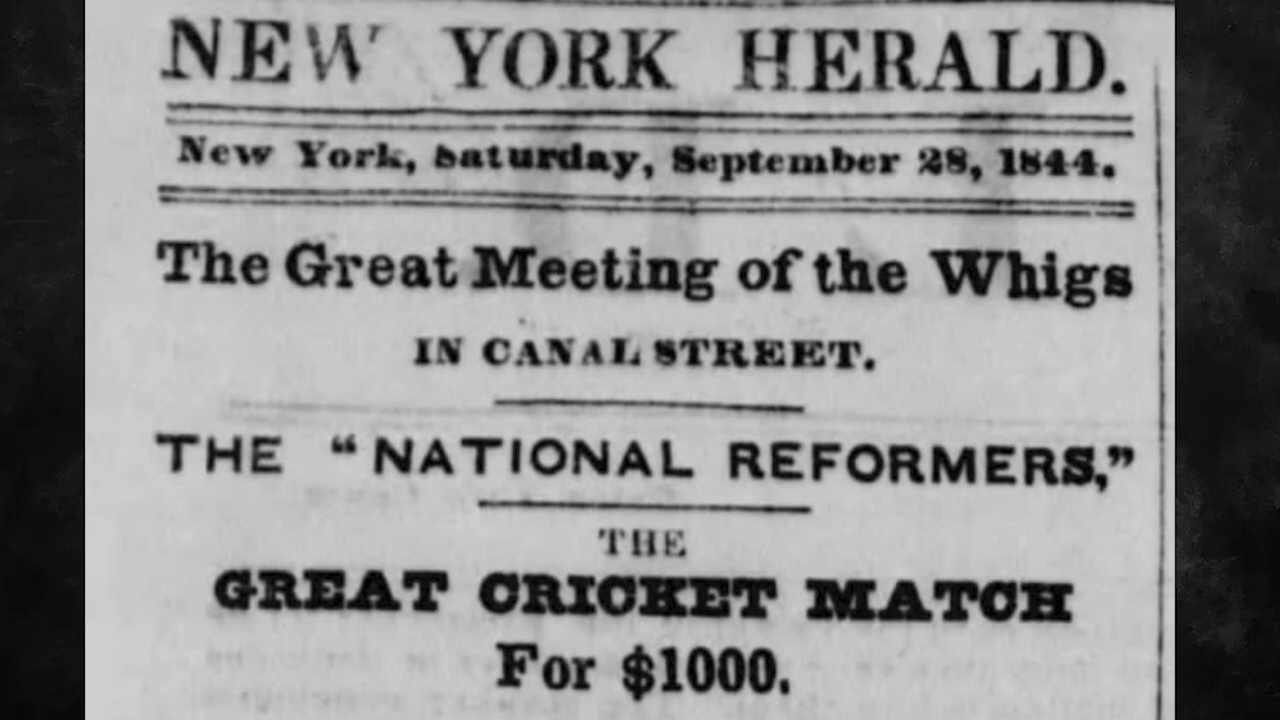 NEW YORK HERALD.
New York, Saturday, September 28, 1844.
The Great Meeting of the Whigs
IN CANAL STREET.
THE "NATIONAL REFORMERS,"
THE
GREAT CRICKET MATCH
For $1000.